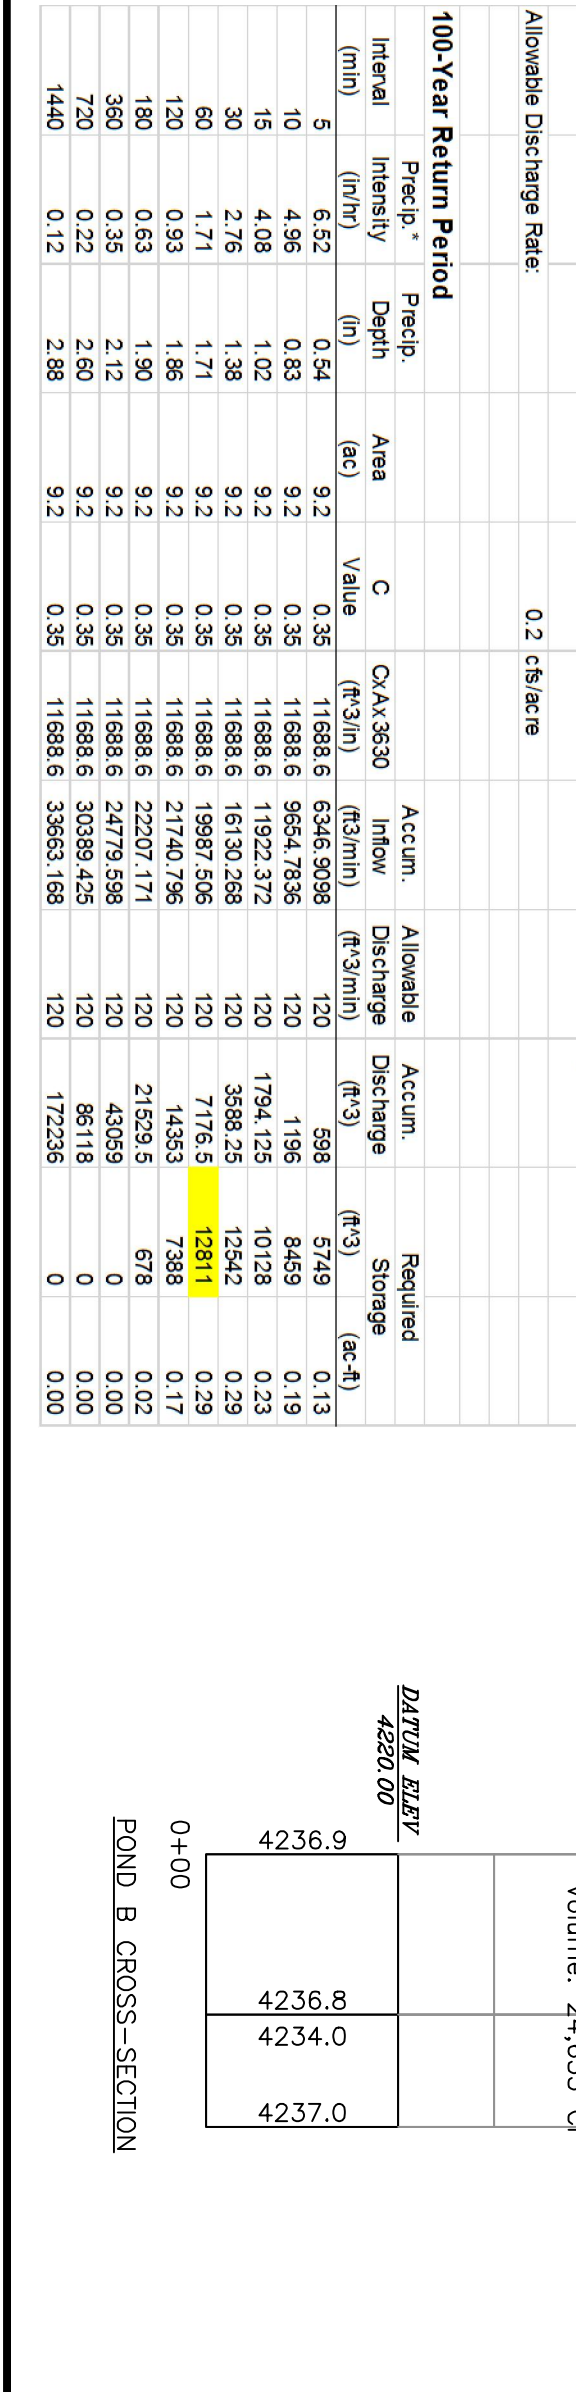 Allowable Discharge Rate: 0.2 cfs/acre
100-Year Return Period
Precip.* Precip. Accum. Allowable Accum. Required
Interval Intensity Depth Area C CxAx3630 Inflow Discharge Discharge Storage
(min) (in/hr) (in) (ac) Value (ft^3/in) (ft3/min) (ft^3/min) (ft^3) (ft^3) (ac-ft)
5 6.52 0.54 9.2 0.35 11688.6 6346.9098 120 598 5749 0.13
10 4.96 0.83 9.2 0.35 11688.6 9654.7836 120 1196 8459 0.19
15 4.08 1.02 9.2 0.35 11688.6 11922.372 120 1794.125 10128 0.23
30 2.76 1.38 9.2 0.35 11688.6 16130.268 120 3588.25 12542 0.29
60 1.71 1.71 9.2 0.35 11688.6 19987.506 120 7176.5 12811 0.29
120 0.93 1.86 9.2 0.35 11688.6 21740.796 120 14353 7388 0.17
180 0.63 1.90 9.2 0.35 11688.6 22207.171 120 21529.5 678 0.02
360 0.35 2.12 9.2 0.35 11688.6 24779.598 120 43059 0 0.00
720 0.22 2.60 9.2 0.35 11688.6 30389.425 120 86118 0 0.00
1440 0.12 2.88 9.2 0.35 11688.6 33663.168 120 172236 0 0.00
DATUM ELEV
4220.00
4236.9
4236.8
4234.0
4237.0
0+00
POND B CROSS-SECTION